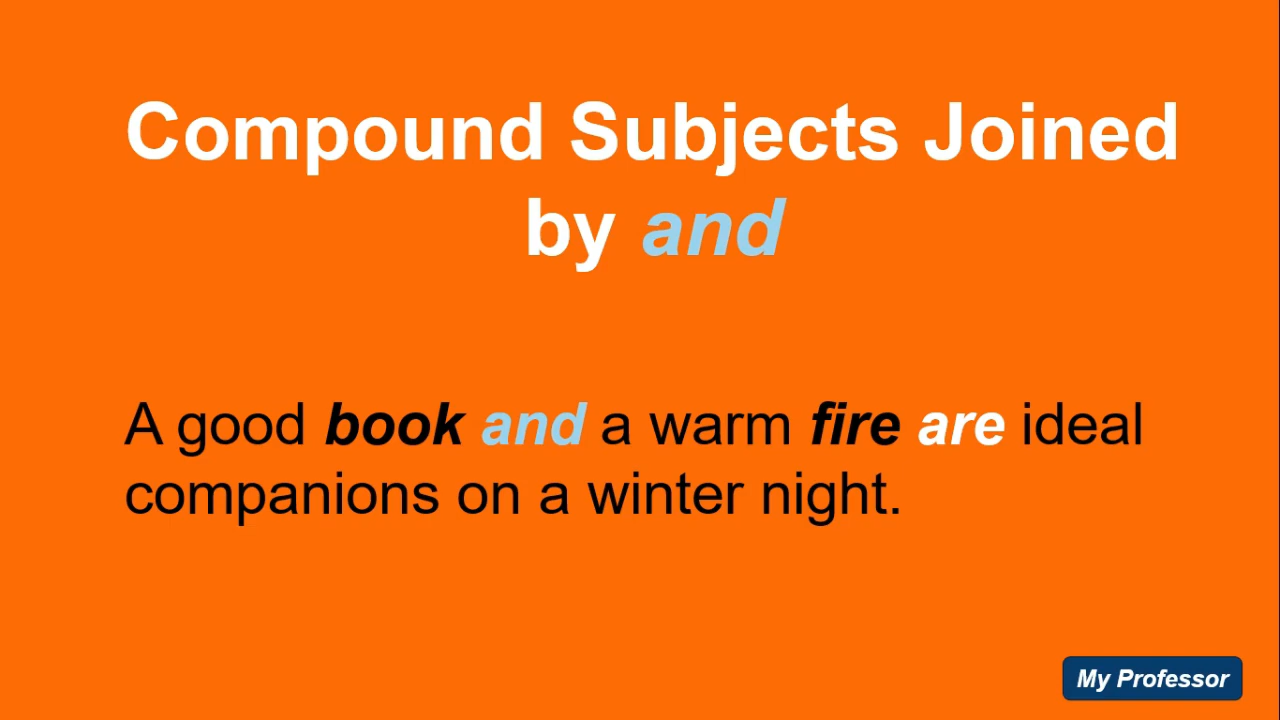 Compound Subjects Joined
by and
A good book and a warm fire are ideal
companions on a winter night.
My Professor